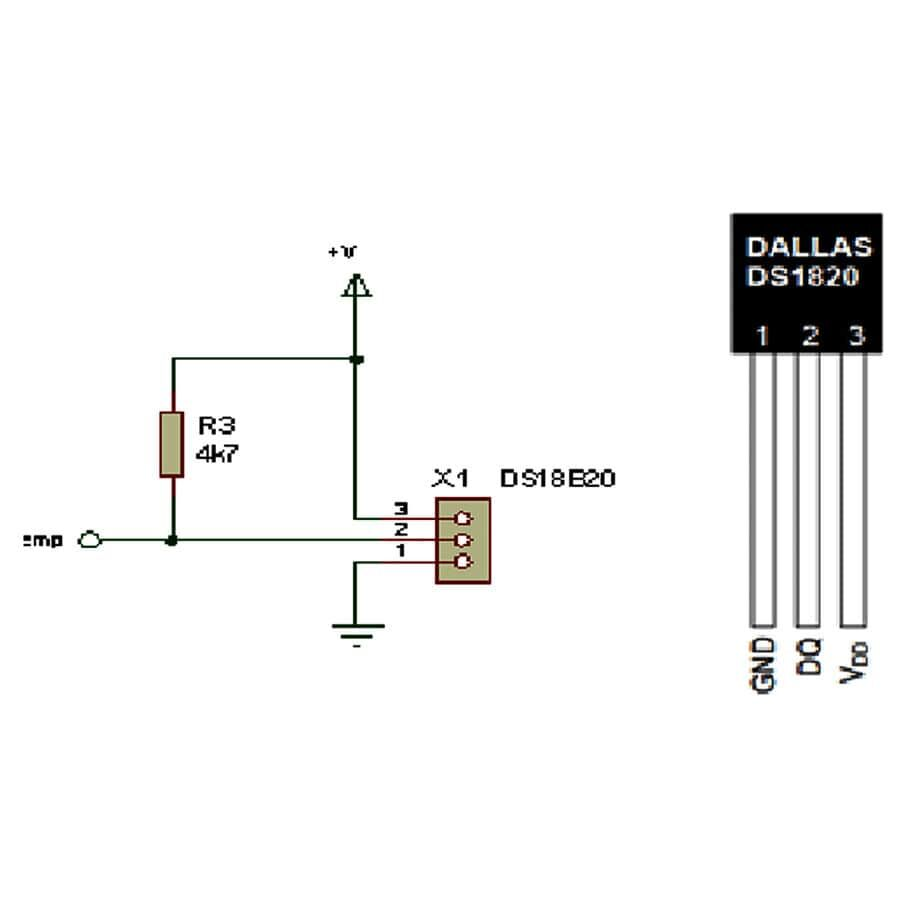 +V
R3
4k7
X1 DS18B20
3
2
1
DALLAS
DS1820
1 2 3
GND DQ VDD